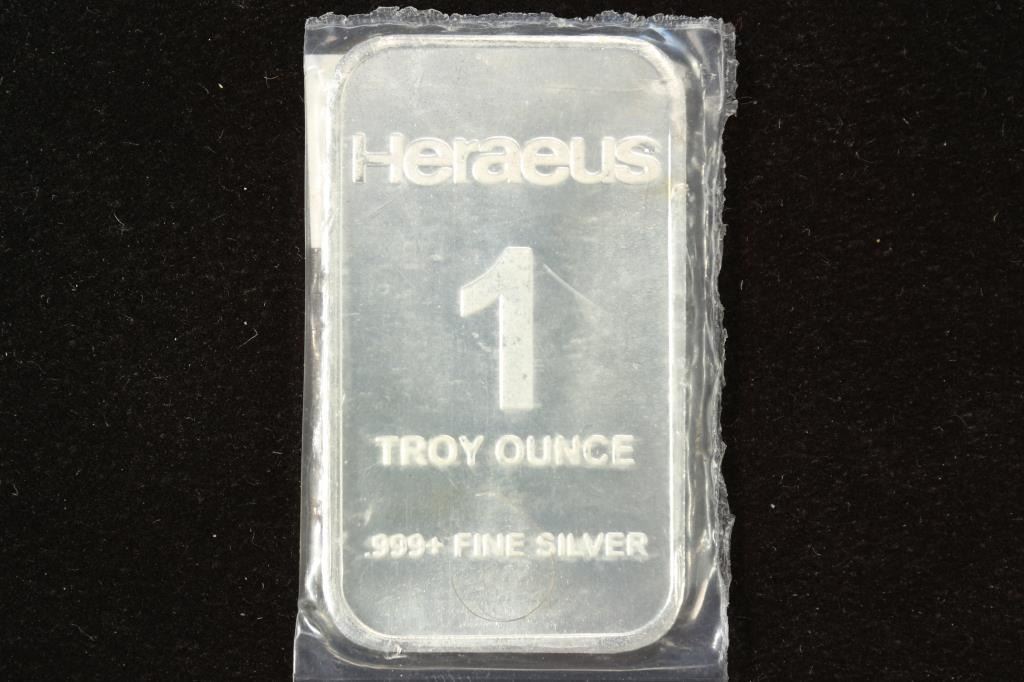 Heraeus
1
TROY OUNCE
.999+ FINE SILVER